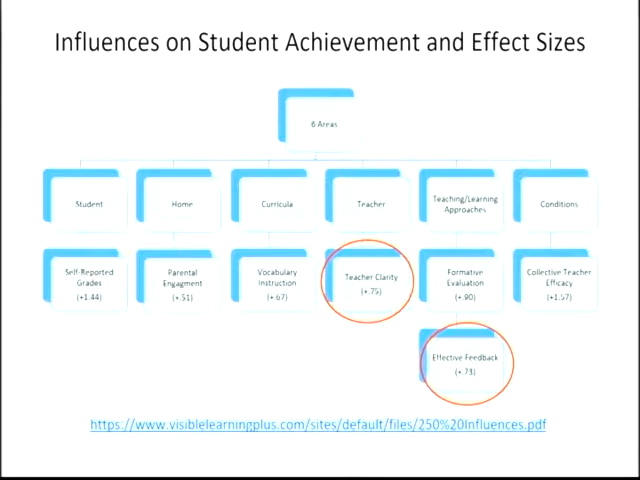 Influences on Student Achievement and Effect Sizes
6 Areas
Student
Home
Curricula
Teacher
Teaching/Learning
Approaches
Conditions
Self-Reported
Grades
(+1.44)
Parental
Engagment
(+.51)
Vocabulary
Instruction
(+.67)
Teacher Clarity
(+.75)
Formative
Evaluation
(+.90)
Collective Teacher
Efficacy
(+1.57)
Effective Feedback
(+.73)
https://www.visiblelearningplus.com/sites/default/files/250%20Influences.pdf